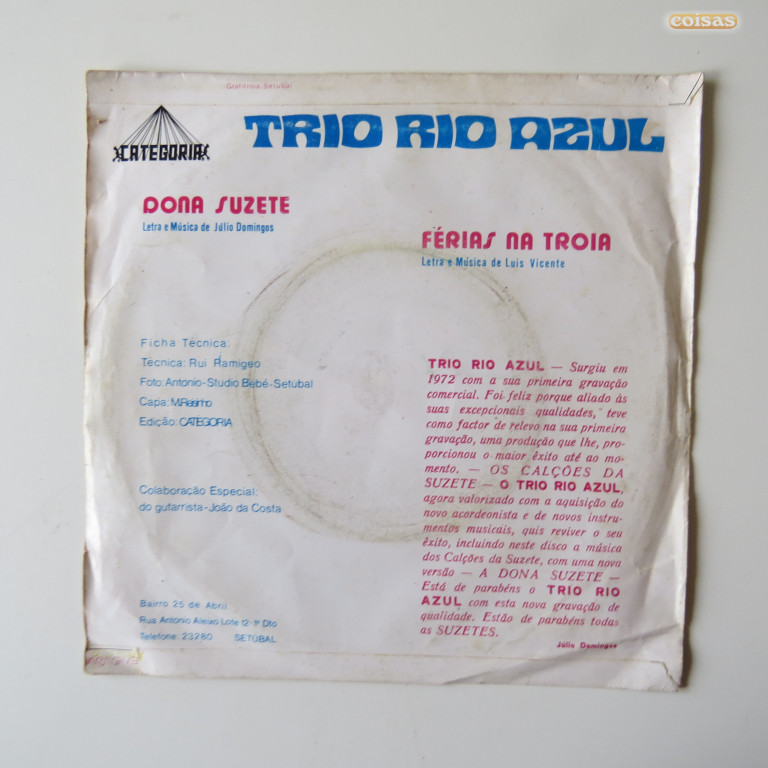 coisas
Gráfitécnica Setúbal
CATEGORIA
TRIO RIO AZUL
DONA SUZETE
Letra e Música de Júlio Domingos
FÉRIAS NA TROIA
Letra e Música de Luis Vicente
Ficha Técnica:
Técnica: Rui Ramigeo
Foto: Antonio-Studio Bebé-Setúbal
Capa:
Edição: CATEGORIA
Colaboração Especial:
do guitarrista-João da Costa
Bairro 25 de Abril
Rua Antonio Aleixo Lote 12-1º Dto
Telefone: 23280 SETÚBAL
TRIO RIO AZUL — Surgiu em
1972 com a sua primeira gravação
comercial. Foi feliz porque aliado às
suas excepcionais qualidades, teve
como factor de relevo na sua primeira
gravação, uma produção que lhe, pro-
porcionou o maior êxito até ao mo-
mento. — OS CALÇÕES DA
SUZETE — O TRIO RIO AZUL,
agora valorizado com a aquisição do
novo acordeonista e de novos instru-
mentos musicais, quis reviver o seu
êxito, incluindo neste disco a música
dos Calções da Suzete, com uma nova
versão — A DONA SUZETE —
Está de parabéns o TRIO RIO
AZUL com esta nova gravação de
qualidade. Estão de parabéns todas
as SUZETES.
Júlio Domingos